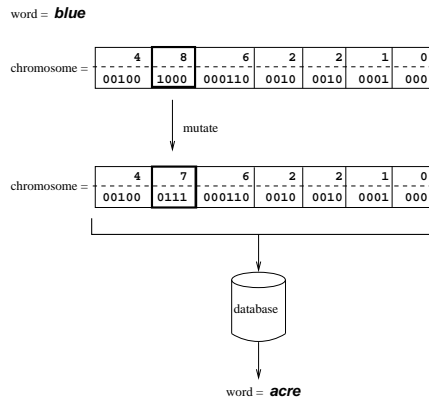 word = blue
4 8 6 2 2 1 0
chromosome = 00100 1000 000110 0010 0010 0001 000
mutate
4 7 6 2 2 1 0
chromosome = 00100 0111 000110 0010 0010 0001 000
database
word = acre